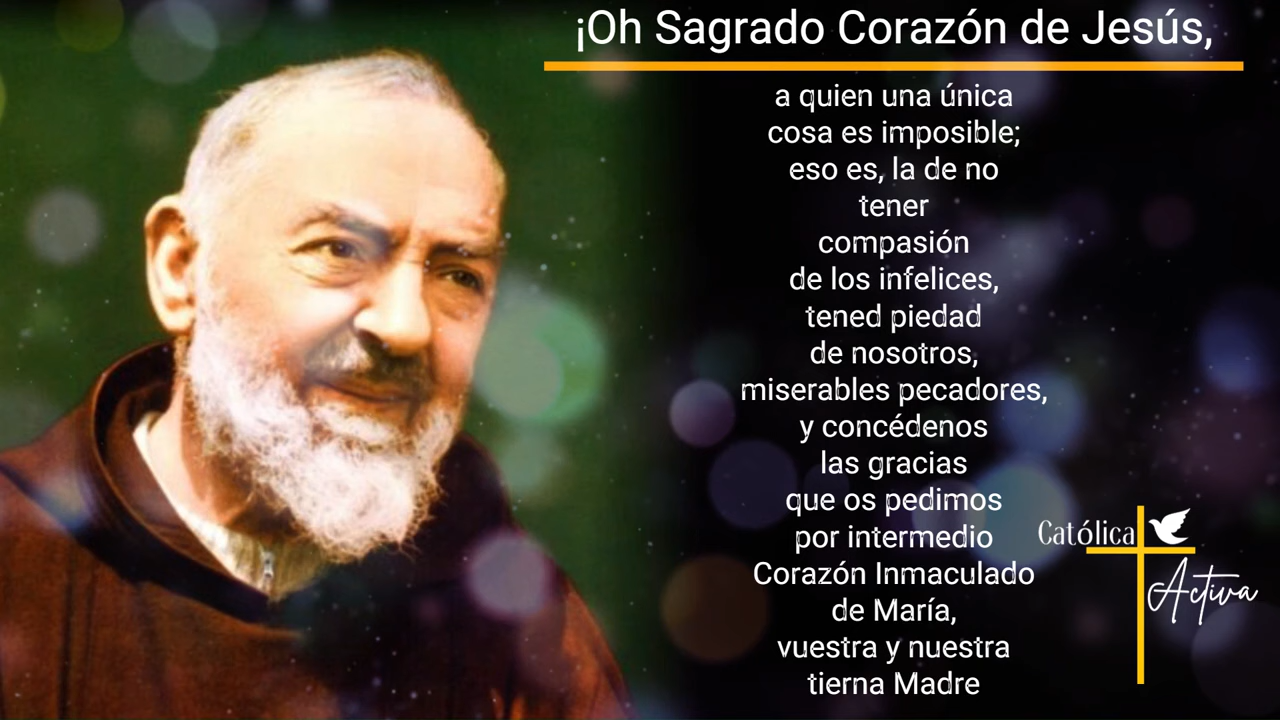 ¡Oh Sagrado Corazón de Jesús,
a quien una única
cosa es imposible;
eso es, la de no
tener
compasión
de los infelices,
tened piedad
de nosotros,
miserables pecadores,
y concédenos
las gracias
que os pedimos
por intermedio
Corazón Inmaculado
de María,
vuestra y nuestra
tierna Madre
Católica
Activa